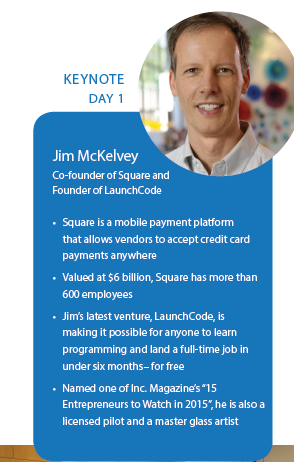 KEYNOTE
DAY 1
Jim McKelvey
Co-founder of Square and
Founder of LaunchCode
• Square is a mobile payment platform
that allows vendors to accept credit card
payments anywhere
• Valued at $6 billion, Square has more than
600 employees
• Jim's latest venture, LaunchCode, is
making it possible for anyone to learn
programming and land a full-time job in
under six months– for free
• Named one of Inc. Magazine's "15
Entrepreneurs to Watch in 2015", he is also a
licensed pilot and a master glass artist